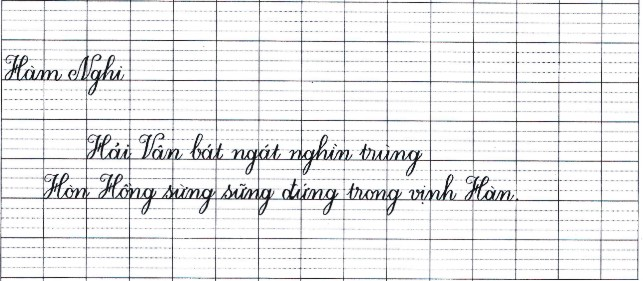 Hàm Nghi
Hải Vân bát ngát nghìn trùng
Hòn Hồng sừng sững đứng trong vịnh Hàn.